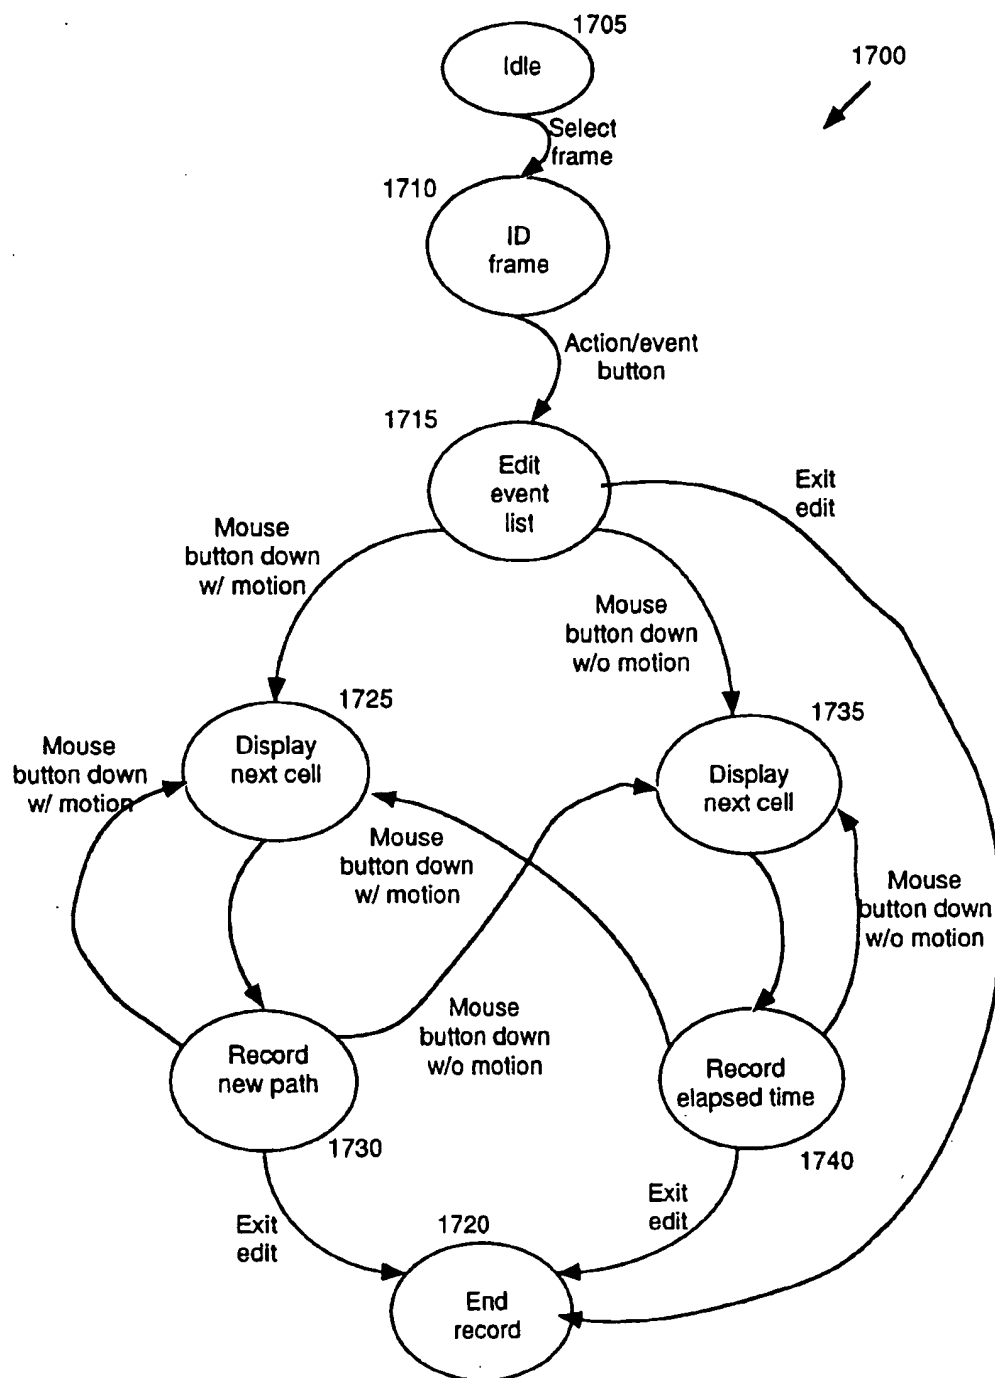 1705
Idle
1700
Select
frame
1710
ID
frame
Action/event
button
1715
Edit
event
list
Exit
edit
Mouse
button down
w/ motion
Mouse
button down
w/o motion
1725
Display
next cell
1735
Display
next cell
Mouse
button down
w/ motion
Mouse
button down
w/ motion
Mouse
button down
w/o motion
Mouse
button down
w/o motion
Record
new path
1730
Record
elapsed time
1740
Exit
edit
Exit
edit
1720
End
record